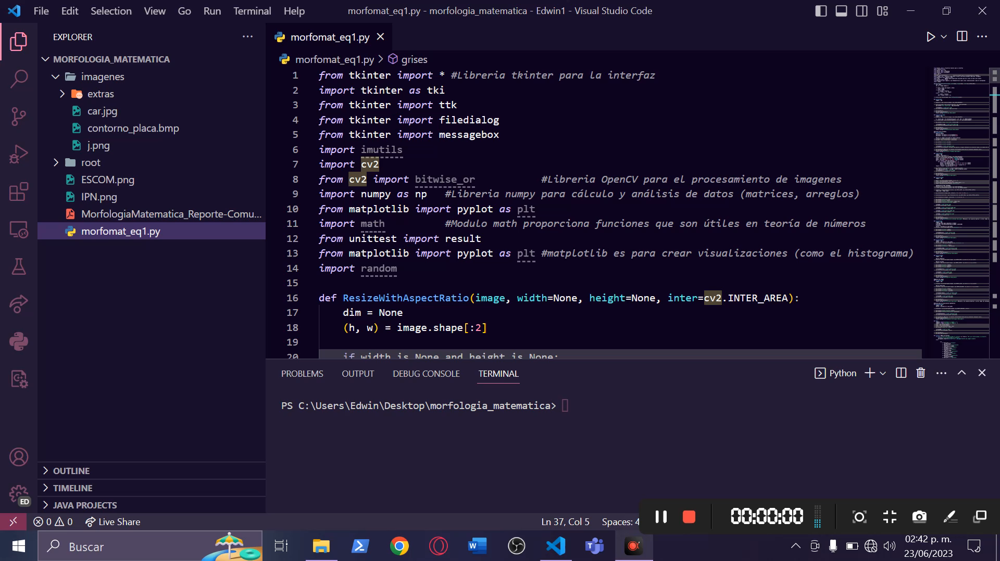 File Edit Selection View Go Run Terminal Help
morfomat_eq1.py - morfologia_matematica - Edwin1 - Visual Studio Code
EXPLORER
MORFOLOGIA_MATEMATICA
imagenes
extras
car.jpg
contorno_placa.bmp
j.png
root
ESCOM.png
IPN.png
MorfologiaMatematica_Reporte-Comu...
morfomat_eq1.py
OUTLINE
TIMELINE
JAVA PROJECTS
morfomat_eq1.py
morfomat_eq1.py > grises
1 from tkinter import * #Libreria tkinter para la interfaz
2 import tkinter as tki
3 from tkinter import ttk
4 from tkinter import filedialog
5 from tkinter import messagebox
6 import imutils
7 import cv2
8 from cv2 import bitwise_or #Libreria OpenCV para el procesamiento de imagenes
9 import numpy as np #Libreria numpy para cálculo y análisis de datos (matrices, arreglos)
10 from matplotlib import pyplot as plt
11 import math #Modulo math proporciona funciones que son útiles en teoría de números
12 from unittest import result
13 from matplotlib import pyplot as plt #matplotlib es para crear visualizaciones (como el histograma)
14 import random
15
16 def ResizeWithAspectRatio(image, width=None, height=None, inter=cv2.INTER_AREA):
17 dim = None
18 (h, w) = image.shape[:2]
19
20 if width is None and height is None:
PROBLEMS OUTPUT DEBUG CONSOLE TERMINAL
Python
PS C:\Users\Edwin\Desktop\morfologia_matematica>
ED
0 0 Live Share
Ln 37, Col 5 Spaces: 4
00:00:00
Buscar
02:42 p. m.
23/06/2023